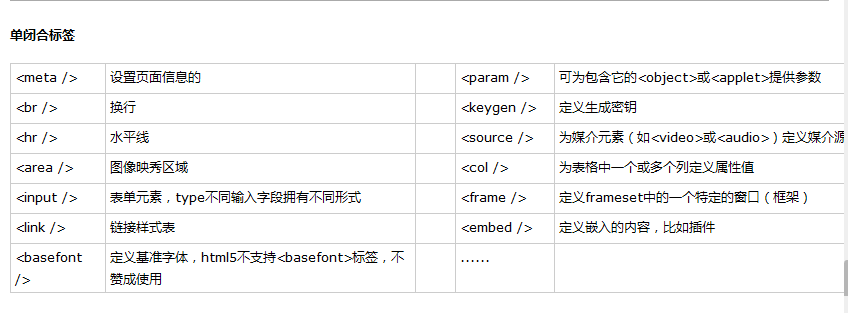 单闭合标签
<meta /> 设置页面信息的 <param /> 可为包含它的<object>或<applet>提供参数
<br /> 换行 <keygen /> 定义生成密钥
<hr /> 水平线 <source /> 为媒介元素（如<video>或<audio>）定义媒介源
<area /> 图像映秀区域 <col /> 为表格中一个或多个列定义属性值
<input /> 表单元素，type不同输入字段拥有不同形式 <frame /> 定义frameset中的一个特定的窗口（框架）
<link /> 链接样式表 <embed /> 定义嵌入的内容，比如插件
<basefont 定义基准字体，html5不支持<basefont>标签，不 ......
/> 赞成使用